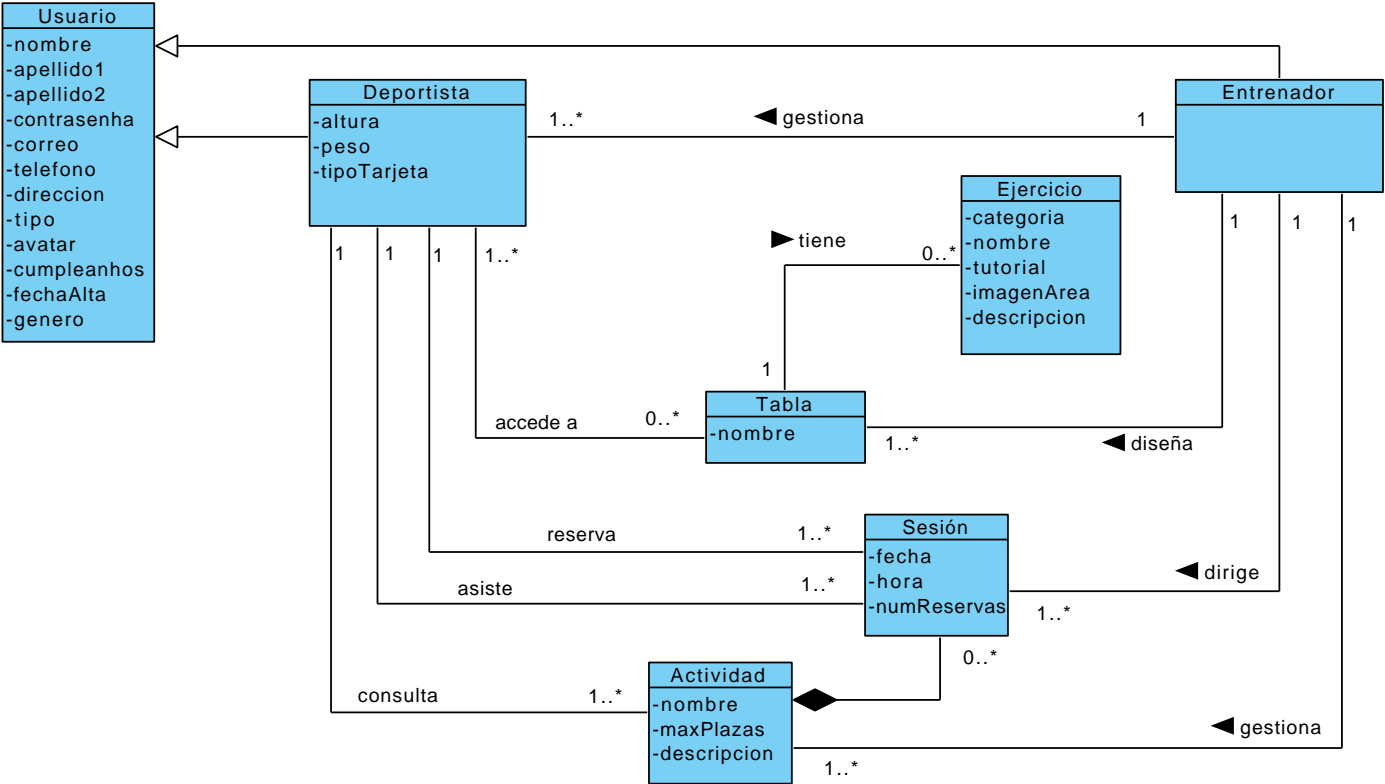 Usuario
-nombre
-apellido1
-apellido2
-contrasenha
-correo
-telefono
-direccion
-tipo
-avatar
-cumpleanhos
-fechaAlta
-genero
Deportista
-altura
-peso
-tipoTarjeta
1..*
gestiona
1
Entrenador
Ejercicio
-categoria
-nombre
-tutorial
-imagenArea
-descripcion
1
1
1
1..*
1
1
1
tiene
0..*
1
Tabla
-nombre
accede a
0..*
1..*
diseña
Sesión
-fecha
-hora
-numReservas
reserva
1..*
asiste
1..*
dirige
1..*
0..*
Actividad
-nombre
-maxPlazas
-descripcion
consulta
1..*
gestiona
1..*